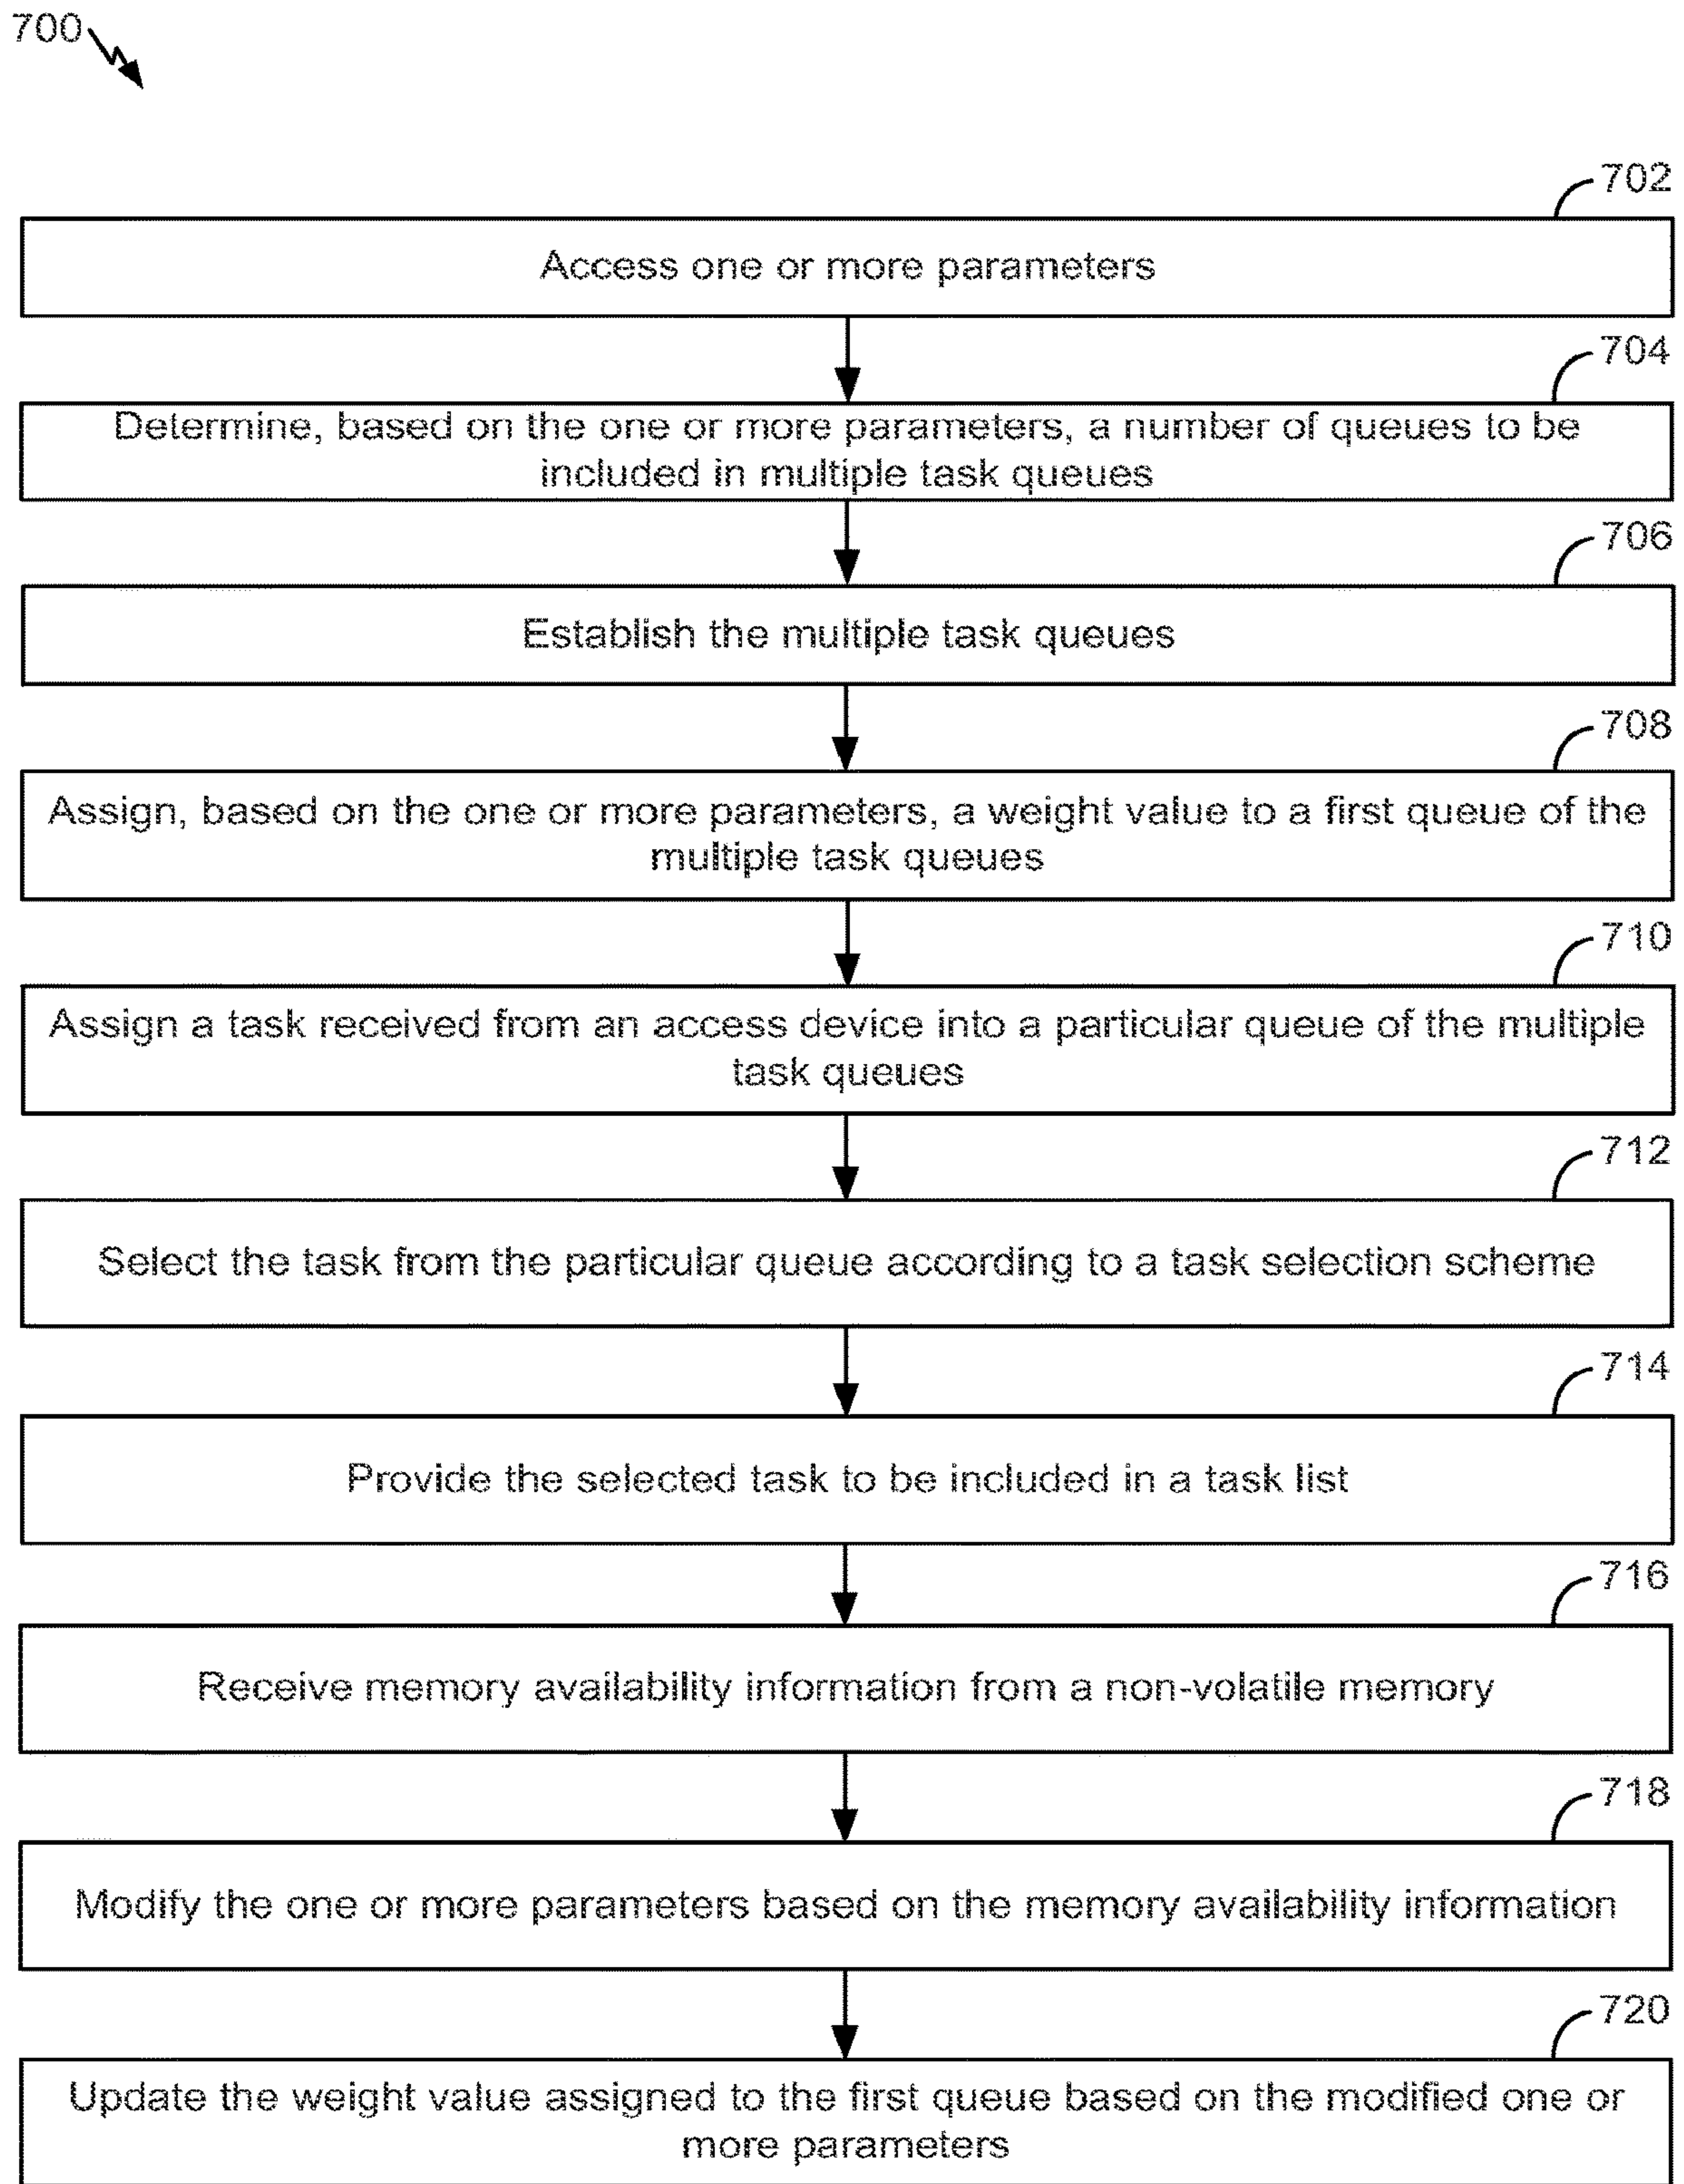 700
702
Access one or more parameters
704
Determine, based on the one or more parameters, a number of queues to be
included in multiple task queues
706
Establish the multiple task queues
708
Assign, based on the one or more parameters, a weight value to a first queue of the
multiple task queues
710
Assign a task received from an access device into a particular queue of the multiple
task queues
712
Select the task from the particular queue according to a task selection scheme
714
Provide the selected task to be included in a task list
716
Receive memory availability information from a non-volatile memory
718
Modify the one or more parameters based on the memory availability information
720
Update the weight value assigned to the first queue based on the modified one or
more parameters